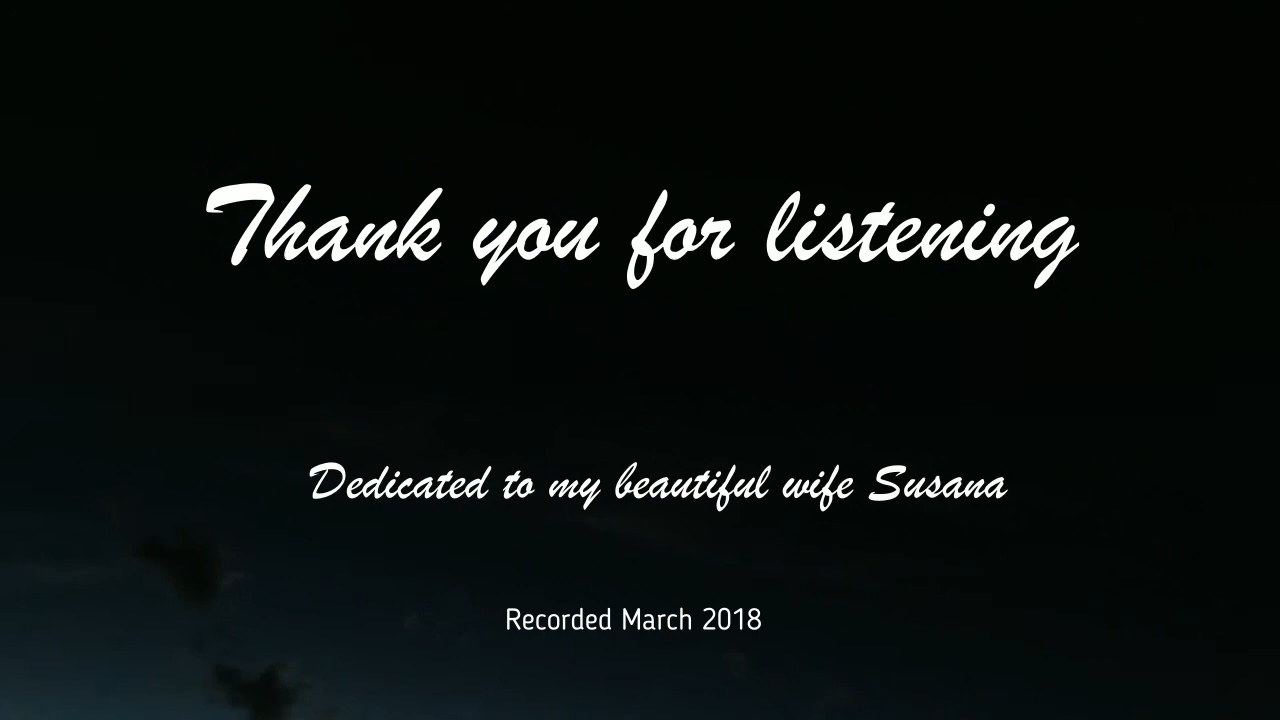 Thank you for listening
Dedicated to my beautiful wife Susana
Recorded March 2018